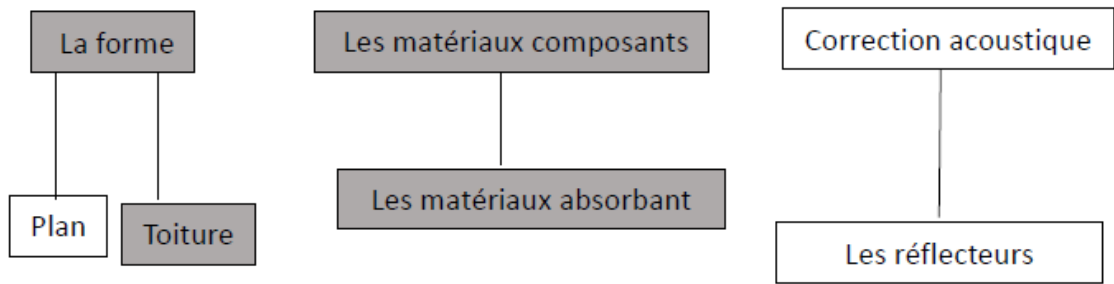 La forme
Les matériaux composants
Correction acoustique
Plan
Toiture
Les matériaux absorbant
Les réflecteurs